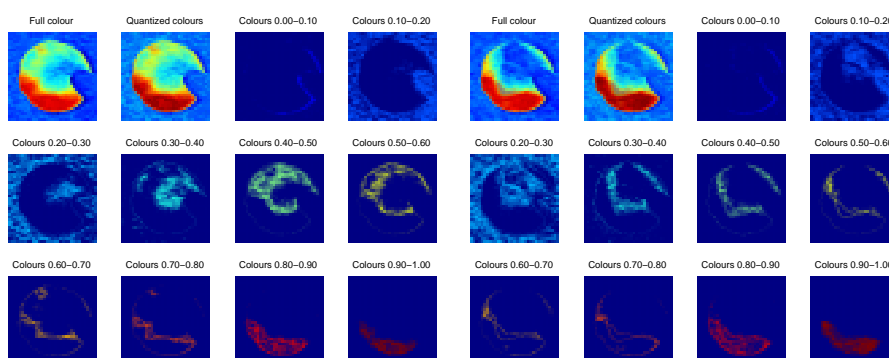 Full colour Quantized colours Colours 0.00−0.10 Colours 0.10−0.20 Full colour Quantized colours Colours 0.00−0.10 Colours 0.10−0.20
Colours 0.20−0.30 Colours 0.30−0.40 Colours 0.40−0.50 Colours 0.50−0.60 Colours 0.20−0.30 Colours 0.30−0.40 Colours 0.40−0.50 Colours 0.50−0.60
Colours 0.60−0.70 Colours 0.70−0.80 Colours 0.80−0.90 Colours 0.90−1.00 Colours 0.60−0.70 Colours 0.70−0.80 Colours 0.80−0.90 Colours 0.90−1.00